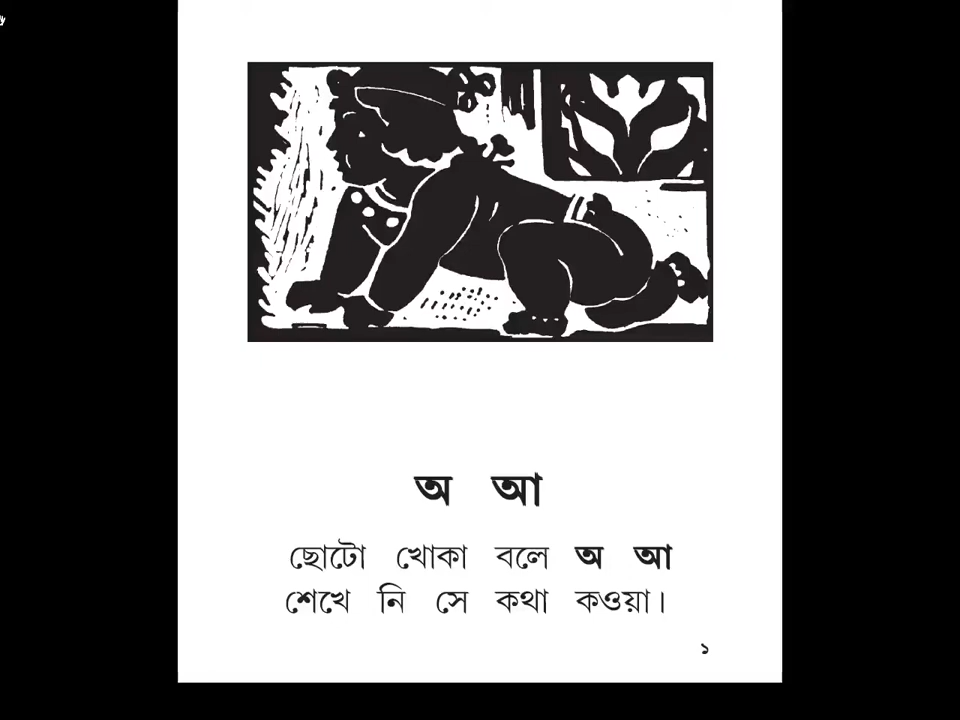 অ আ
ছোটো খোকা বলে অ আ
শেখে নি সে কথা কওয়া।
১